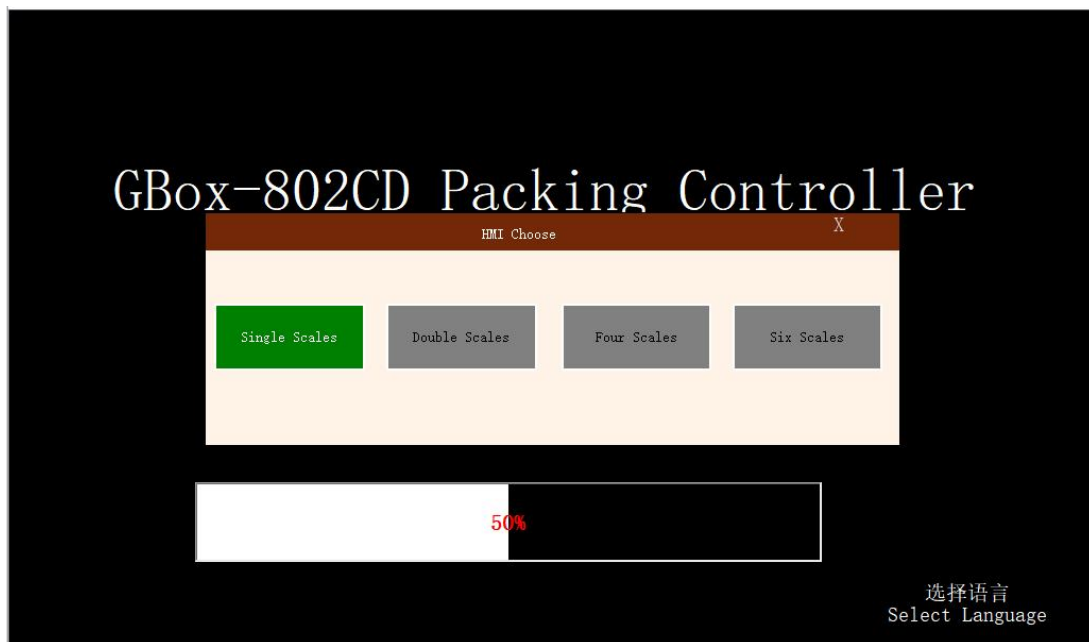 GBox-802CD Packing Controller
HMI Choose X
Single Scales Double Scales Four Scales Six Scales
50%
选择语言
Select Language